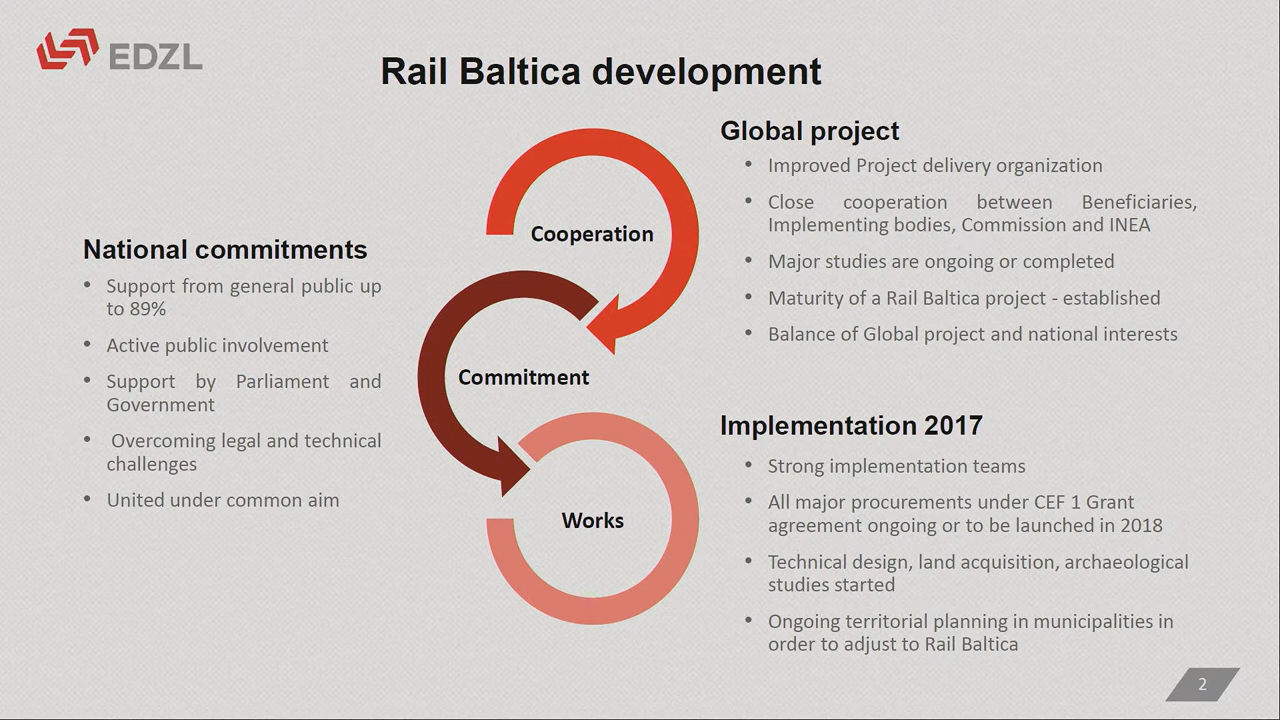 EDZL
Rail Baltica development
Global project
• Improved Project delivery organization
• Close cooperation between Beneficiaries,
Implementing bodies, Commission and INEA
• Major studies are ongoing or completed
• Maturity of a Rail Baltica project - established
• Balance of Global project and national interests
National commitments
• Support from general public up
to 89%
• Active public involvement
• Support by Parliament and
Government
• Overcoming legal and technical
challenges
• United under common aim
Cooperation
Commitment
Works
Implementation 2017
• Strong implementation teams
• All major procurements under CEF 1 Grant
agreement ongoing or to be launched in 2018
• Technical design, land acquisition, archaeological
studies started
• Ongoing territorial planning in municipalities in
order to adjust to Rail Baltica
2